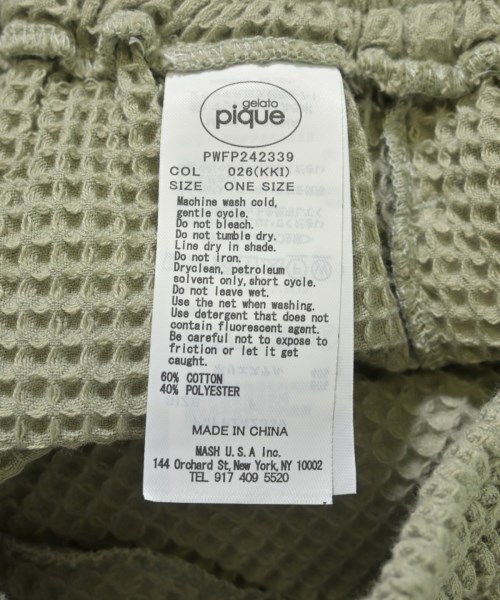 gelato
pique
PWFP242339
COL 026(KKI)
SIZE ONE SIZE
Machine wash cold,
gentle cycle.
Do not bleach.
Do not tumble dry.
Line dry in shade.
Do not iron.
Dryclean, petroleum
solvent only, short cycle.
Do not leave wet.
Use the net when washing.
Use detergent that does not
contain fluorescent agent.
Be careful not to expose to
friction or let it get
caught.
60% COTTON
40% POLYESTER
MADE IN CHINA
MASH U.S.A Inc.
144 Orchard St, New York, NY 10002
TEL 917 409 5520